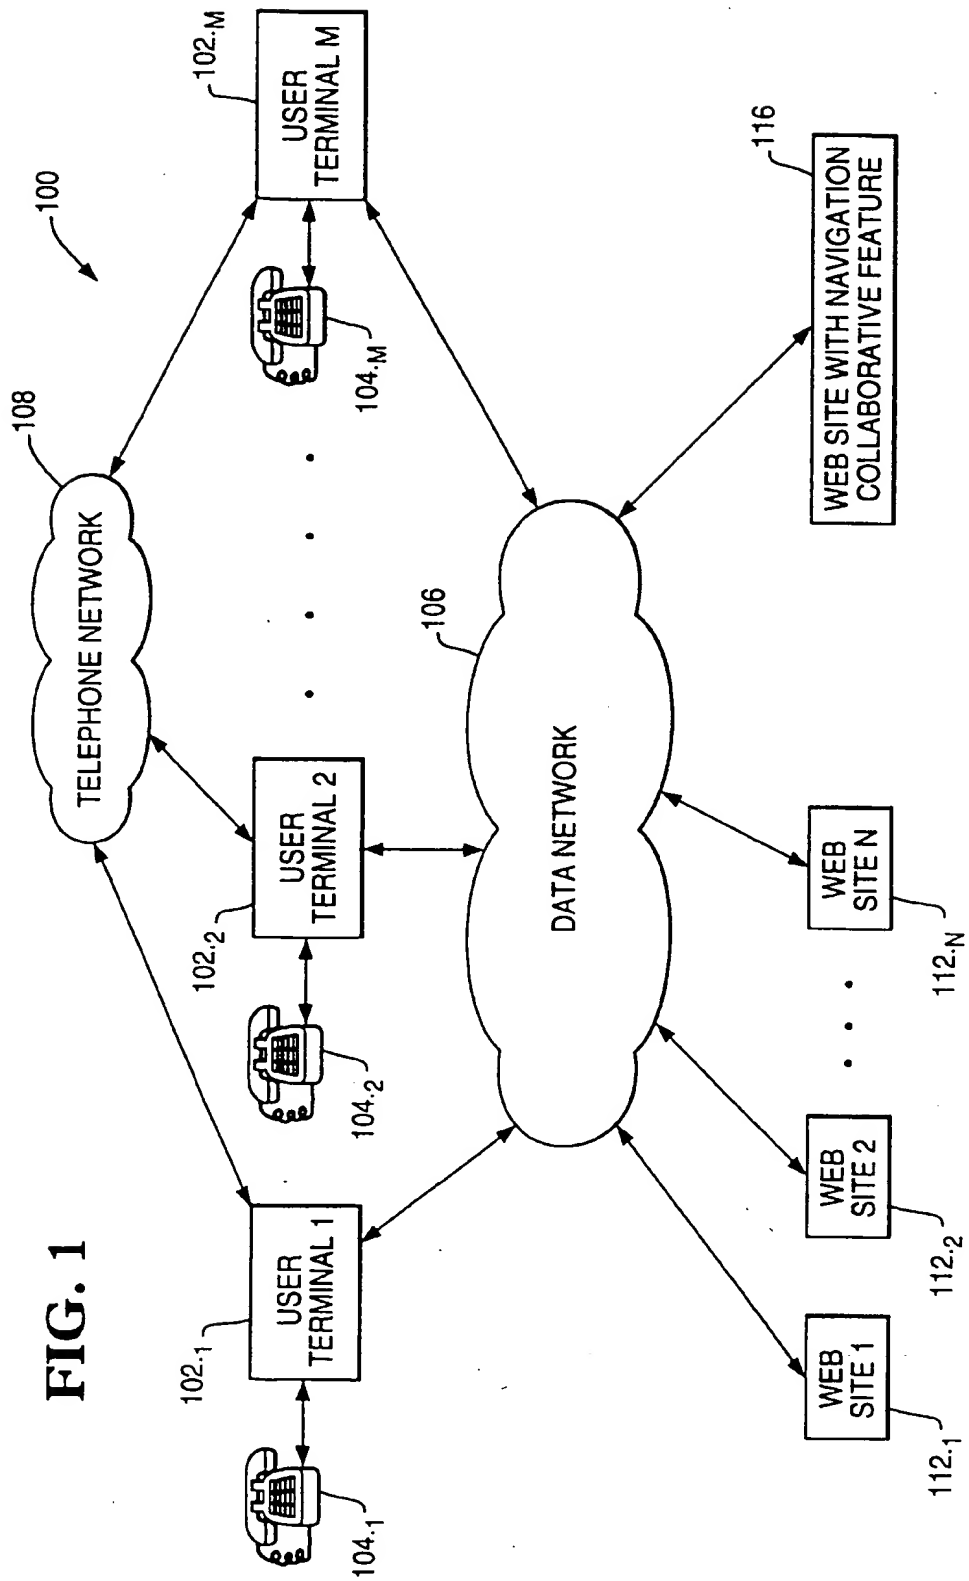 FIG. 1
100
TELEPHONE NETWORK
108
102.1
USER
TERMINAL 1
104.1
102.2
USER
TERMINAL 2
104.2
102.M
USER
TERMINAL M
104.M
106
DATA NETWORK
WEB
SITE 1
112.1
WEB
SITE 2
112.2
WEB
SITE N
112.N
116
WEB SITE WITH NAVIGATION
COLLABORATIVE FEATURE